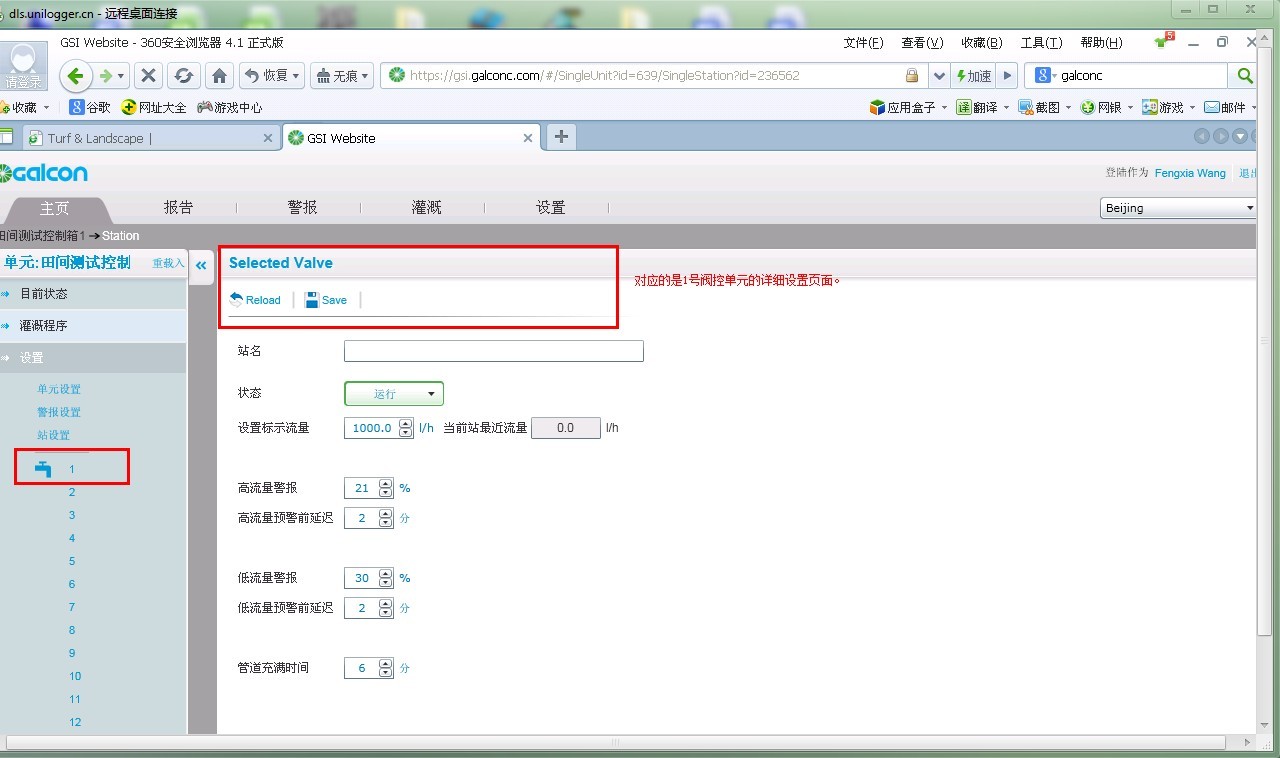 dls.unilogger.cn - 远程桌面连接
GSI Website - 360安全浏览器 4.1 正式版
文件(F) 查看(V) 收藏(B) 工具(T) 帮助(H) 5
请登录
恢复 无痕 https://gsi.galconc.com/#/SingleUnit?id=639/SingleStation?id=236562 加速 galconc
收藏 谷歌 网址大全 游戏中心 应用盒子 翻译 截图 网银 游戏 邮件
Turf & Landscape | GSI Website
GALCON
登陆作为 Fengxia Wang 退出
主页 报告 警报 灌溉 设置 Beijing
田间测试控制箱1 Station
单元:田间测试控制 重载入
Selected Valve
对应的是1号阀控单元的详细设置页面。
目前状态
Reload Save
灌溉程序
设置
站名
单元设置
状态 运行
警报设置
设置标示流量 1000.0 l/h 当前站最近流量 0.0 l/h
站设置
1
2
高流量警报 21 %
3
高流量预警前延迟 2 分
4
5
低流量警报 30 %
6
低流量预警前延迟 2 分
7
8
9
管道充满时间 6 分
10
11
12